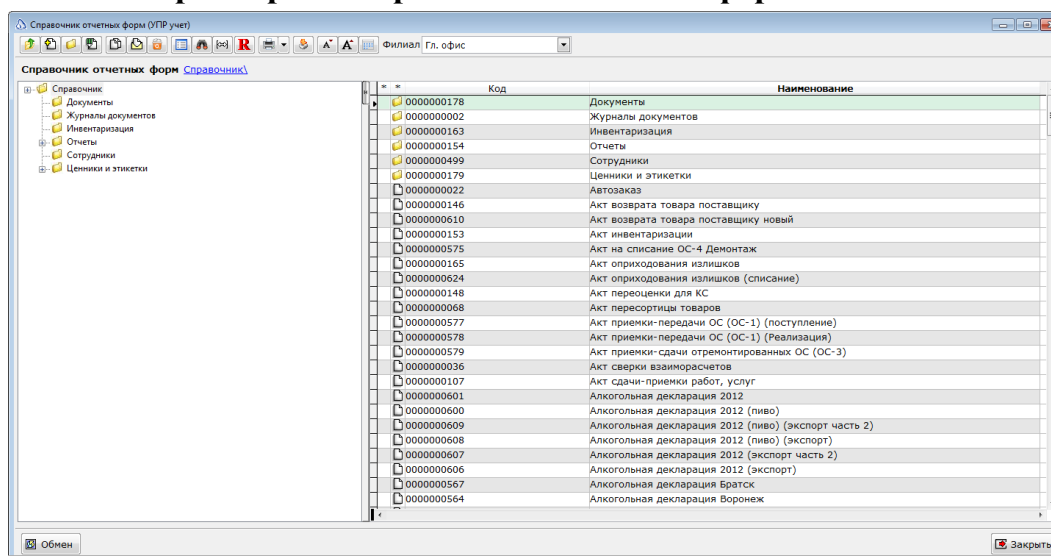 Справочник отчетных форм (УПР учет)
Филиал Гл. офис
Справочник отчетных форм Справочник\
Справочник
Документы
Журналы документов
Инвентаризация
Отчеты
Сотрудники
Ценники и этикетки
* * Код Наименование
0000000178 Документы
0000000002 Журналы документов
0000000163 Инвентаризация
0000000154 Отчеты
0000000499 Сотрудники
0000000179 Ценники и этикетки
0000000022 Автозаказ
0000000146 Акт возврата товара поставщику
0000000610 Акт возврата товара поставщику новый
0000000153 Акт инвентаризации
0000000575 Акт на списание ОС-4 Демонтаж
0000000165 Акт оприходования излишков
0000000624 Акт оприходования излишков (списание)
0000000148 Акт переоценки для КС
0000000068 Акт пересортицы товаров
0000000577 Акт приемки-передачи ОС (ОС-1) (поступление)
0000000578 Акт приемки-передачи ОС (ОС-1) (Реализация)
0000000579 Акт приемки-сдачи отремонтированных ОС (ОС-3)
0000000036 Акт сверки взаиморасчетов
0000000107 Акт сдачи-приемки работ, услуг
0000000601 Алкогольная декларация 2012
0000000600 Алкогольная декларация 2012 (пиво)
0000000609 Алкогольная декларация 2012 (пиво) (экспорт часть 2)
0000000608 Алкогольная декларация 2012 (пиво) (экспорт)
0000000607 Алкогольная декларация 2012 (экспорт часть 2)
0000000606 Алкогольная декларация 2012 (экспорт)
0000000567 Алкогольная декларация Братск
0000000564 Алкогольная декларация Воронеж
Обмен
Закрыть